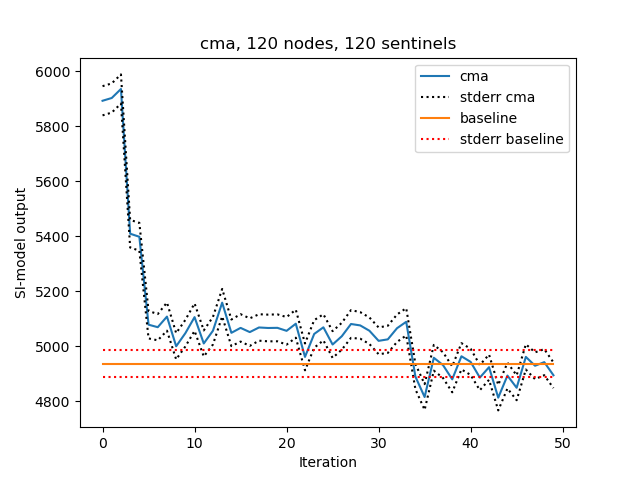 cma, 120 nodes, 120 sentinels
cma
stderr cma
baseline
stderr baseline
SI-model output
6000
5800
5600
5400
5200
5000
4800
0 10 20 30 40 50
Iteration